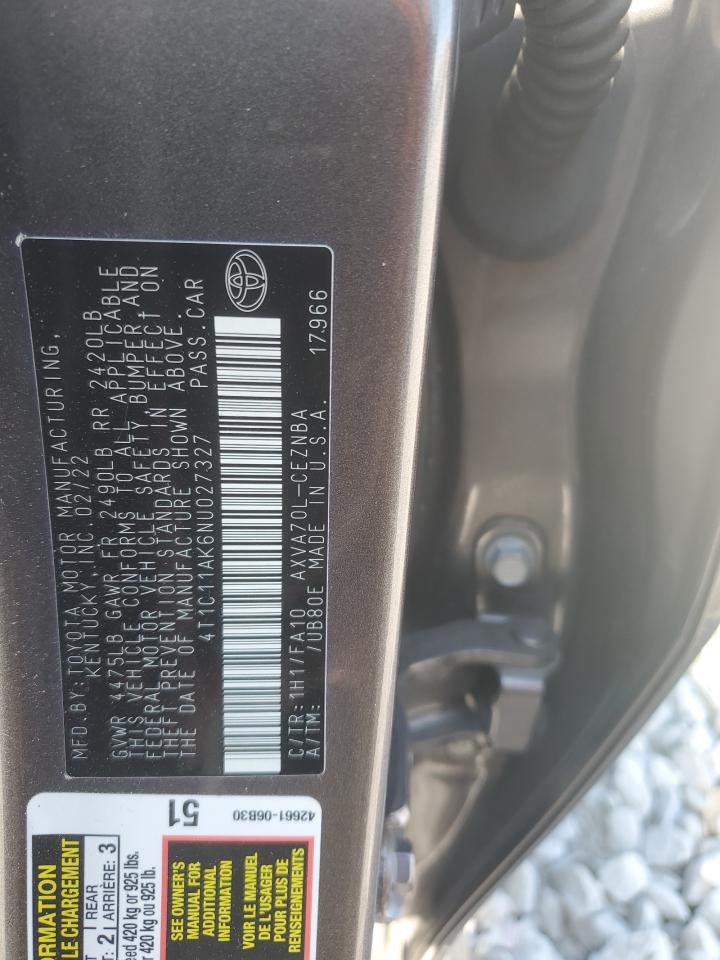 MFD. BY: TOYOTA MOTOR MANUFACTURING,
KENTUCKY, INC. 02/22
GVWR 4475LB GAWR FR 2490LB RR 2420LB
THIS VEHICLE CONFORMS TO ALL APPLICABLE
FEDERAL MOTOR VEHICLE SAFETY, BUMPER AND
THEFT PREVENTION STANDARDS IN EFFECT ON
THE DATE OF MANUFACTURE SHOWN ABOVE.
4T1C11AK6NU027327 PASS.CAR
C/TR: 1H1/FA10 AXVA70L-CEZNBA 17966
A/TM: /UB80E MADE IN U.S.A.
51
42661-06B30
ORMATION
LE CHARGEMENT
T REAR 3
T: 2 ARRIÈRE: 3
eed 420 kg or 925 lbs.
r 420 kg ou 925 lb.
SEE OWNER'S
MANUAL FOR
ADDITIONAL
INFORMATION
VOIR LE MANUEL
DE L'USAGER
POUR PLUS DE
RENSEIGNEMENTS